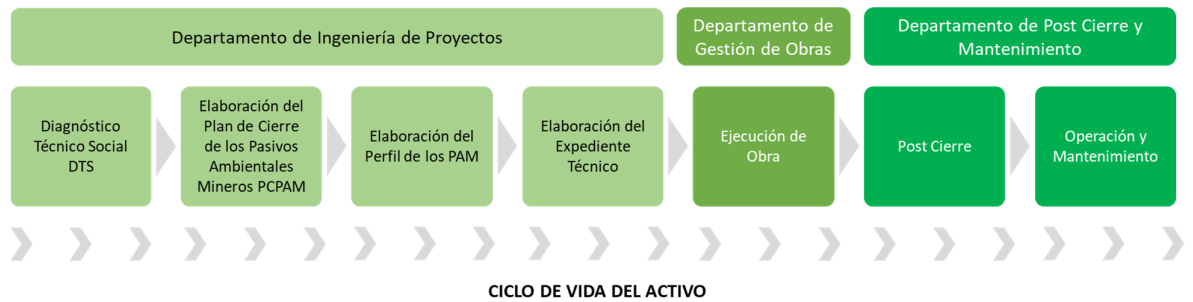 Departamento de Ingeniería de Proyectos
Departamento de
Gestión de Obras
Departamento de Post Cierre y
Mantenimiento
Diagnóstico
Técnico Social
DTS
Elaboración del
Plan de Cierre
de los Pasivos
Ambientales
Mineros PCPAM
Elaboración del
Perfil de los PAM
Elaboración del
Expediente
Técnico
Ejecución de
Obra
Post Cierre
Operación y
Mantenimiento
CICLO DE VIDA DEL ACTIVO